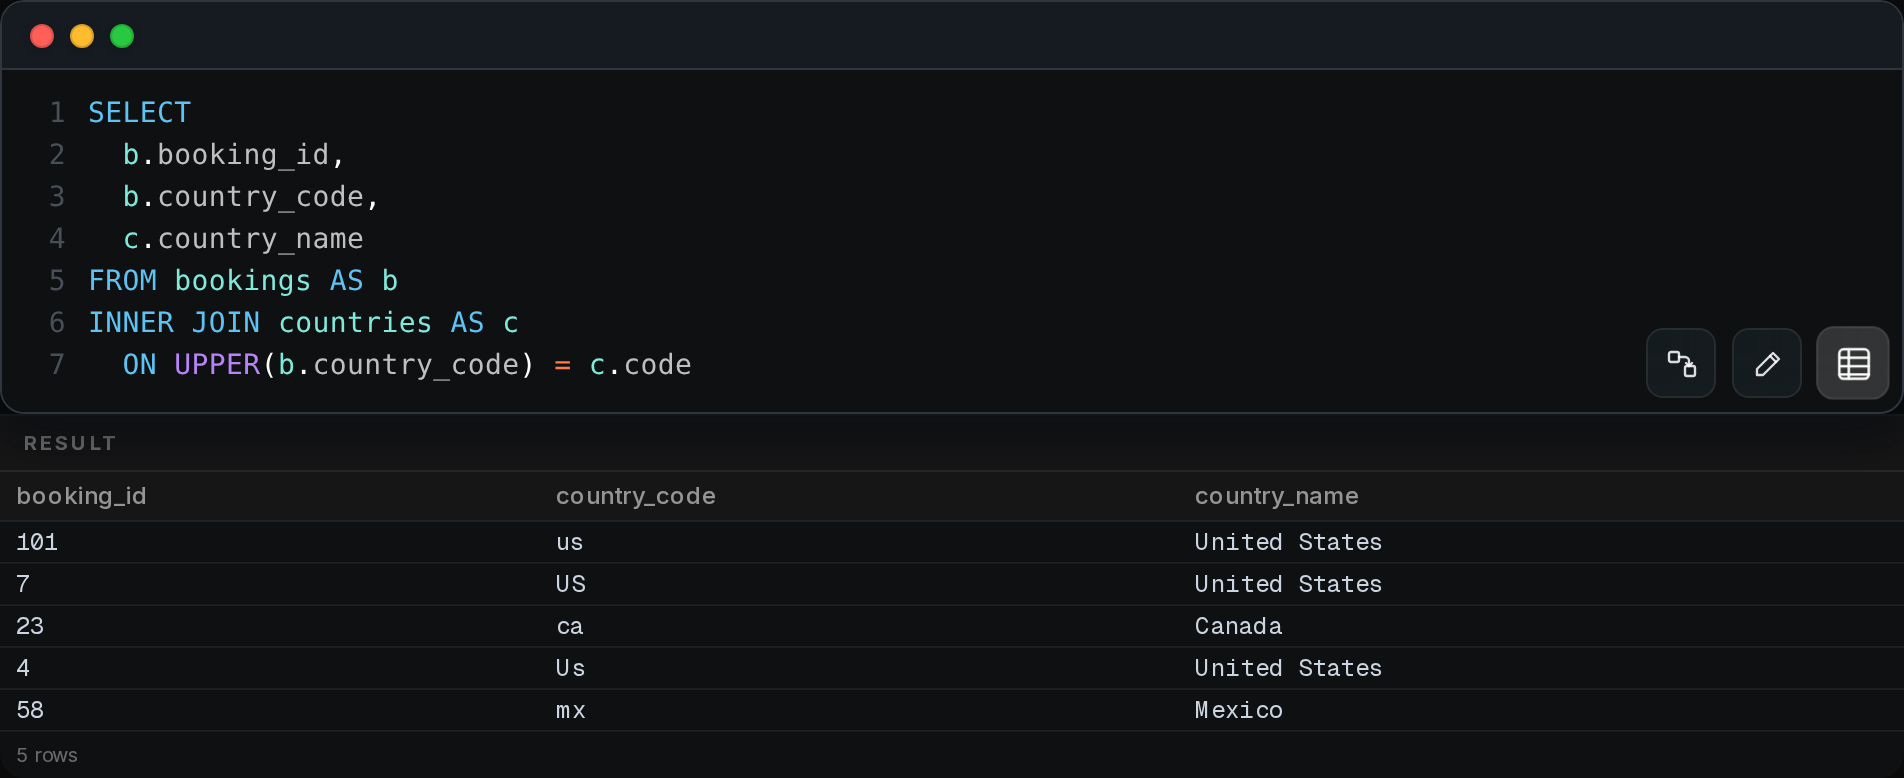 1 SELECT
2   b.booking_id,
3   b.country_code,
4   c.country_name
5 FROM bookings AS b
6 INNER JOIN countries AS c
7   ON UPPER(b.country_code) = c.code
RESULT
booking_id country_code country_name
101 us United States
7 US United States
23 ca Canada
4 Us United States
58 mx Mexico
5 rows